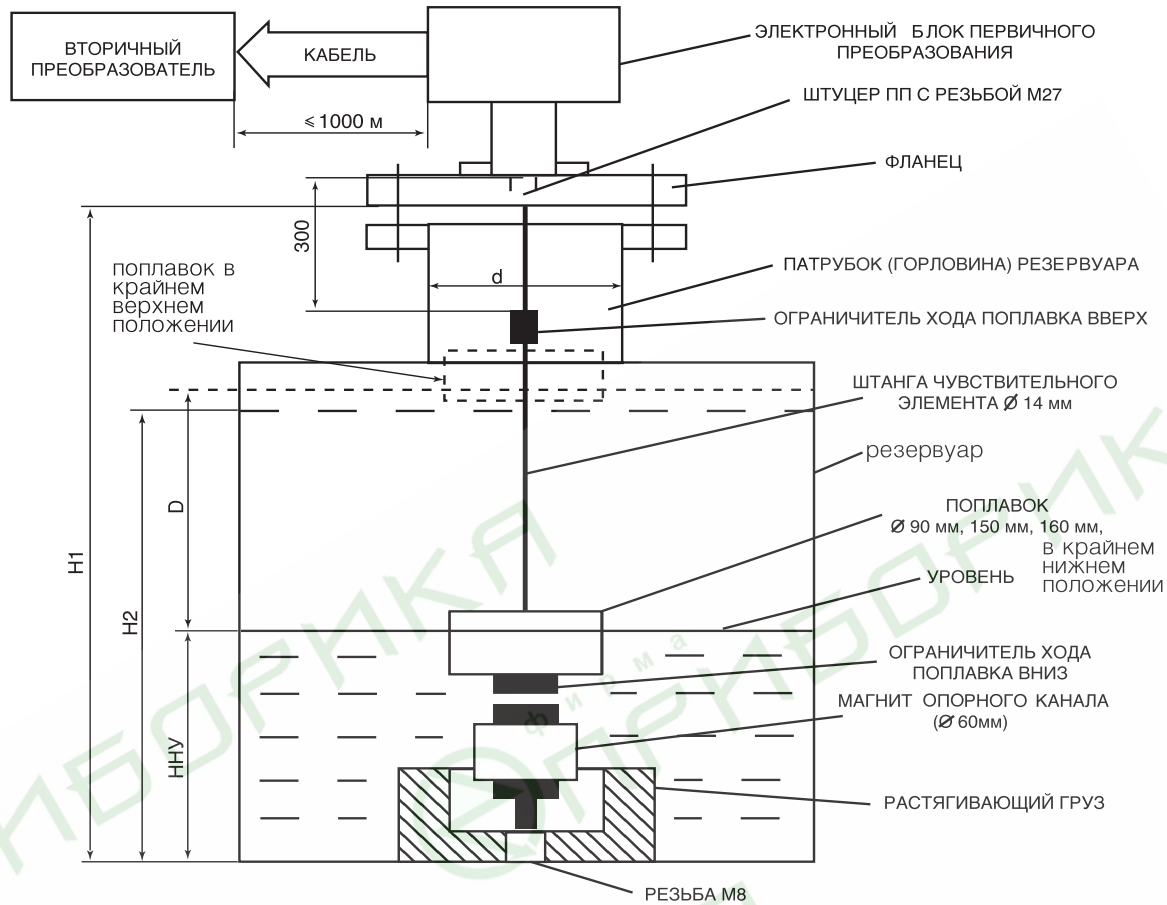 ВТОРИЧНЫЙ
ПРЕОБРАЗОВАТЕЛЬ
КАБЕЛЬ
ЭЛЕКТРОННЫЙ БЛОК ПЕРВИЧНОГО
ПРЕОБРАЗОВАНИЯ
ШТУЦЕР ПП С РЕЗЬБОЙ М27
⩽ 1000 м
ФЛАНЕЦ
300
поплавок в
крайнем
верхнем
положении
d
ПАТРУБОК (ГОРЛОВИНА) РЕЗЕРВУАРА
ОГРАНИЧИТЕЛЬ ХОДА ПОПЛАВКА ВВЕРХ
ШТАНГА ЧУВСТВИТЕЛЬНОГО
ЭЛЕМЕНТА Ø 14 мм
резервуар
D
H1
H2
ПОПЛАВОК
Ø 90 мм, 150 мм, 160 мм,
в крайнем
нижнем
положении
УРОВЕНЬ
ОГРАНИЧИТЕЛЬ ХОДА
ПОПЛАВКА ВНИЗ
МАГНИТ ОПОРНОГО КАНАЛА
(Ø 60мм)
ННУ
РАСТЯГИВАЮЩИЙ ГРУЗ
РЕЗЬБА М8
фирма
ПРИБОРИКА